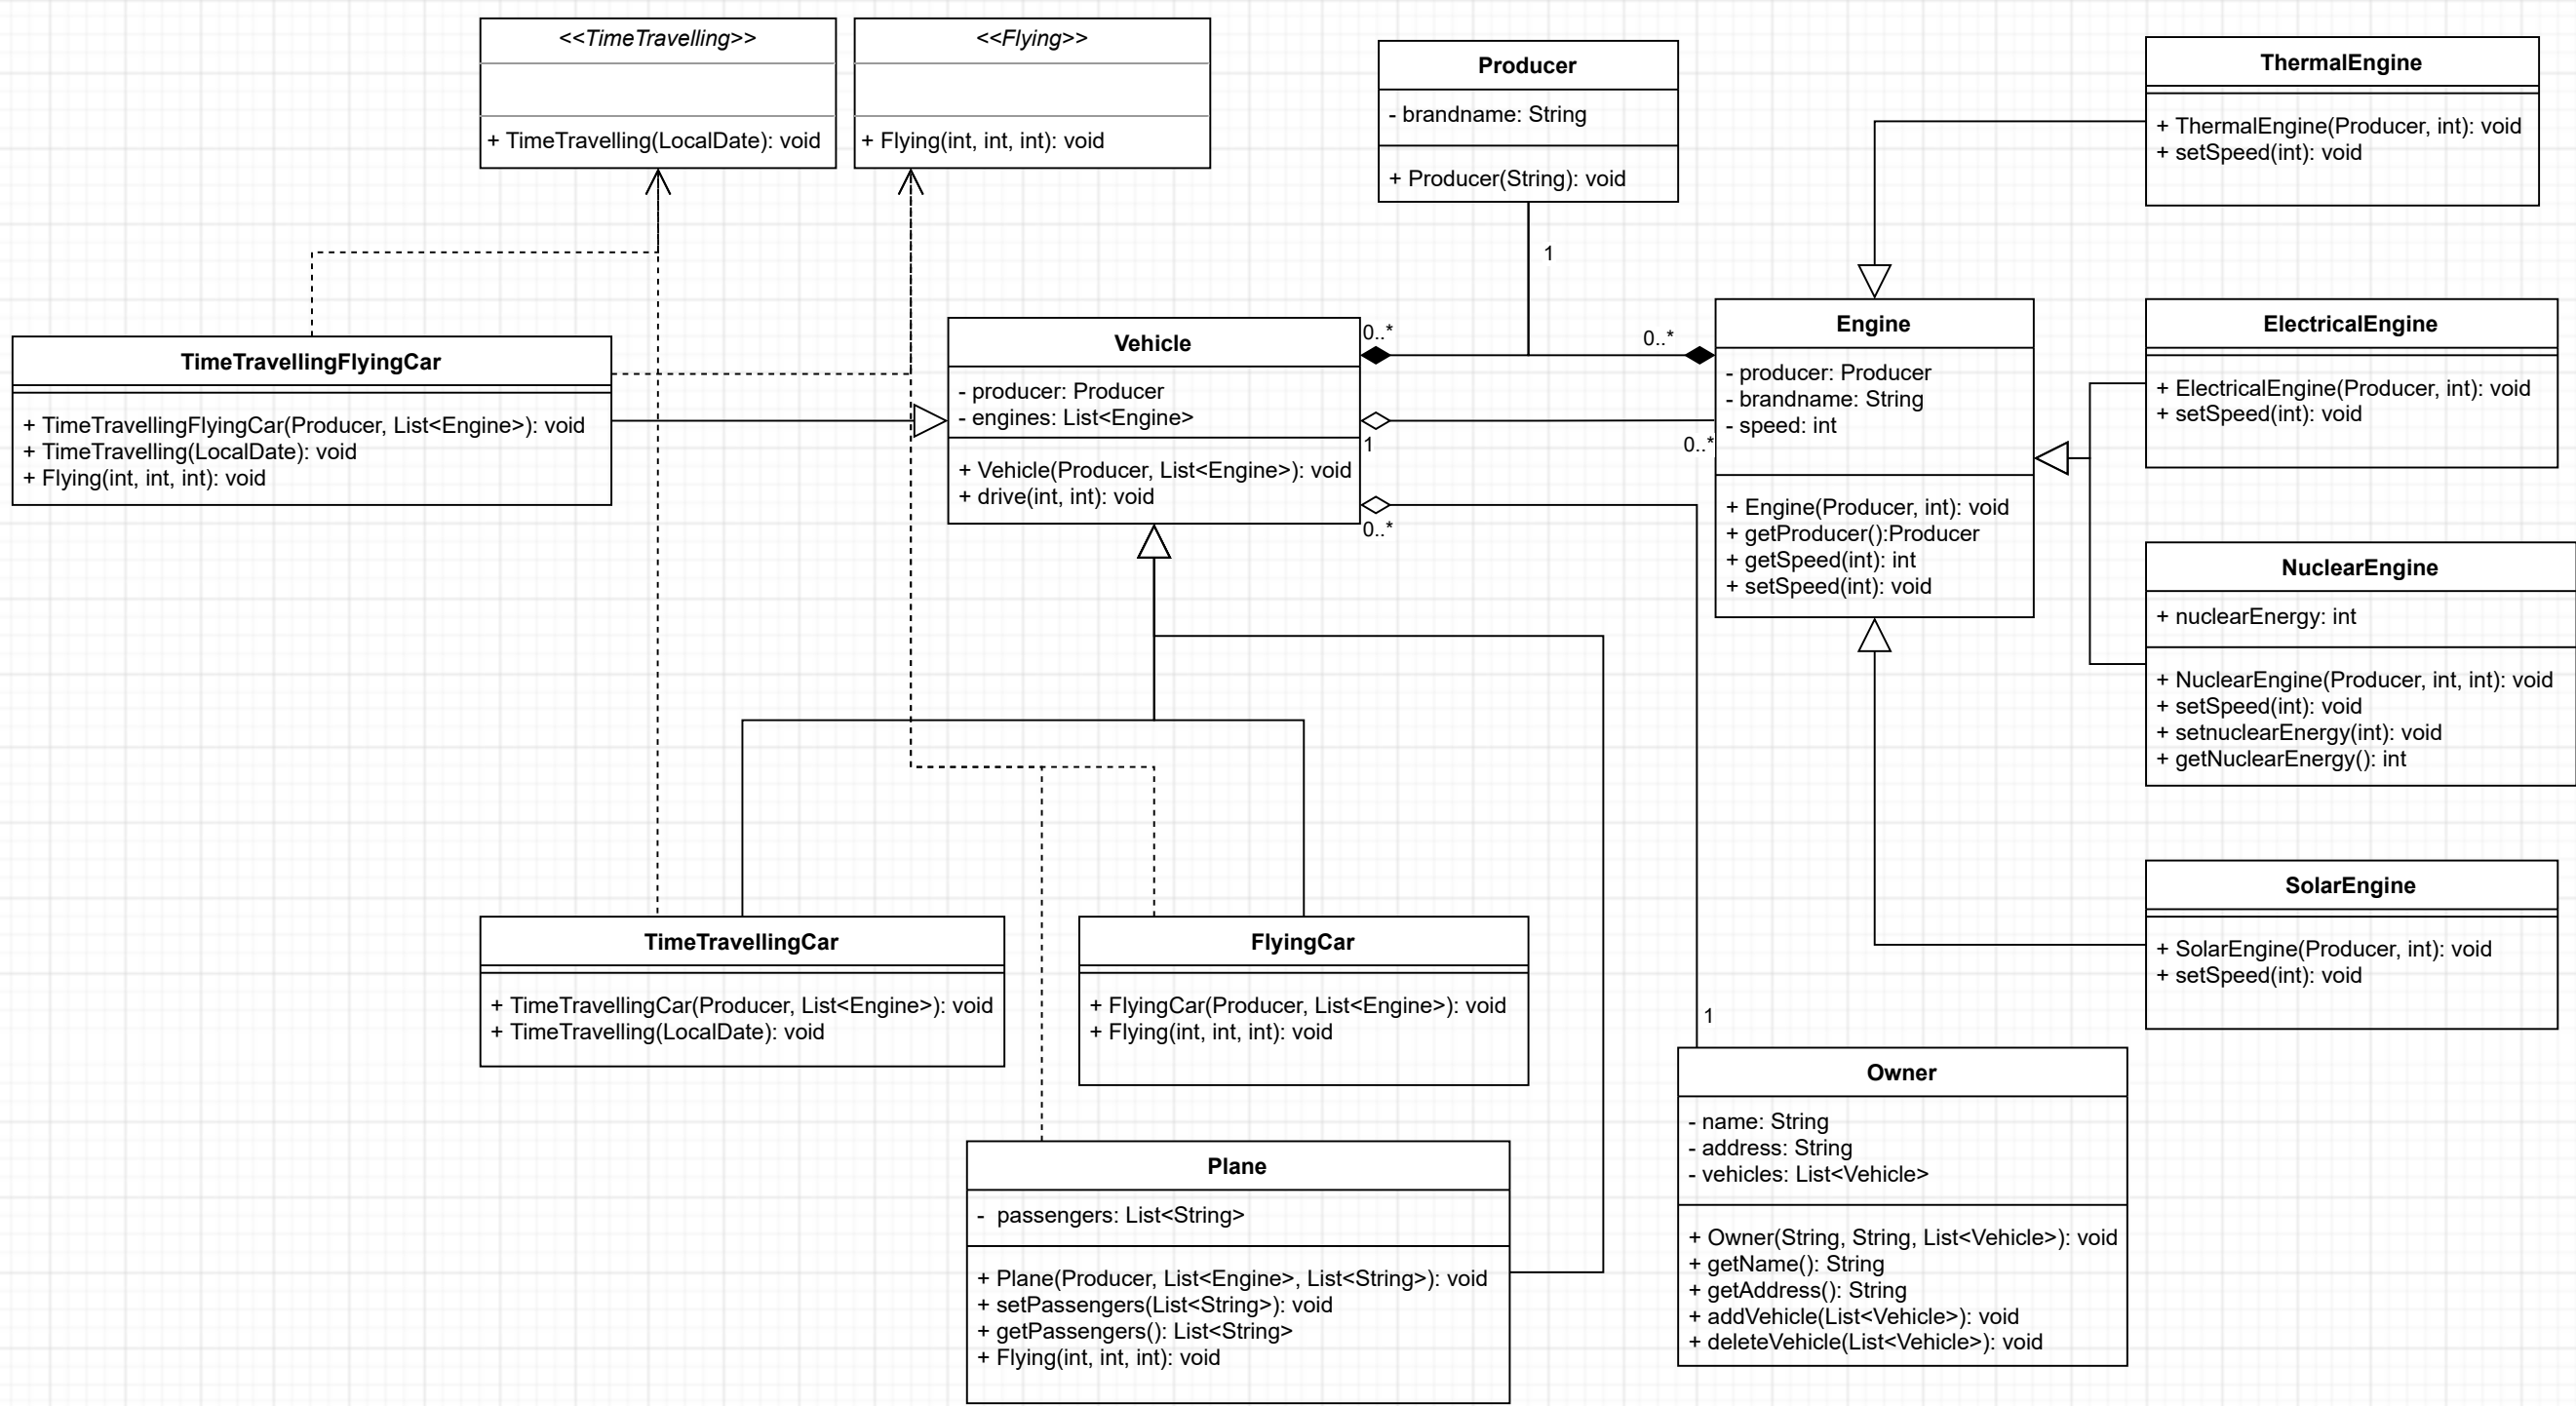 <<TimeTravelling>>
+ TimeTravelling(LocalDate): void
<<Flying>>
+ Flying(int, int, int): void
Producer
- brandname: String
+ Producer(String): void
1
ThermalEngine
+ ThermalEngine(Producer, int): void
+ setSpeed(int): void
TimeTravellingFlyingCar
+ TimeTravellingFlyingCar(Producer, List<Engine>): void
+ TimeTravelling(LocalDate): void
+ Flying(int, int, int): void
Vehicle
- producer: Producer
- engines: List<Engine>
+ Vehicle(Producer, List<Engine>): void
+ drive(int, int): void
0..*
0..*
1
0..*
0..*
Engine
- producer: Producer
- brandname: String
- speed: int
+ Engine(Producer, int): void
+ getProducer():Producer
+ getSpeed(int): int
+ setSpeed(int): void
ElectricalEngine
+ ElectricalEngine(Producer, int): void
+ setSpeed(int): void
NuclearEngine
+ nuclearEnergy: int
+ NuclearEngine(Producer, int, int): void
+ setSpeed(int): void
+ setnuclearEnergy(int): void
+ getNuclearEnergy(): int
SolarEngine
+ SolarEngine(Producer, int): void
+ setSpeed(int): void
TimeTravellingCar
+ TimeTravellingCar(Producer, List<Engine>): void
+ TimeTravelling(LocalDate): void
FlyingCar
+ FlyingCar(Producer, List<Engine>): void
+ Flying(int, int, int): void
1
Plane
- passengers: List<String>
+ Plane(Producer, List<Engine>, List<String>): void
+ setPassengers(List<String>): void
+ getPassengers(): List<String>
+ Flying(int, int, int): void
Owner
- name: String
- address: String
- vehicles: List<Vehicle>
+ Owner(String, String, List<Vehicle>): void
+ getName(): String
+ getAddress(): String
+ addVehicle(List<Vehicle>): void
+ deleteVehicle(List<Vehicle>): void